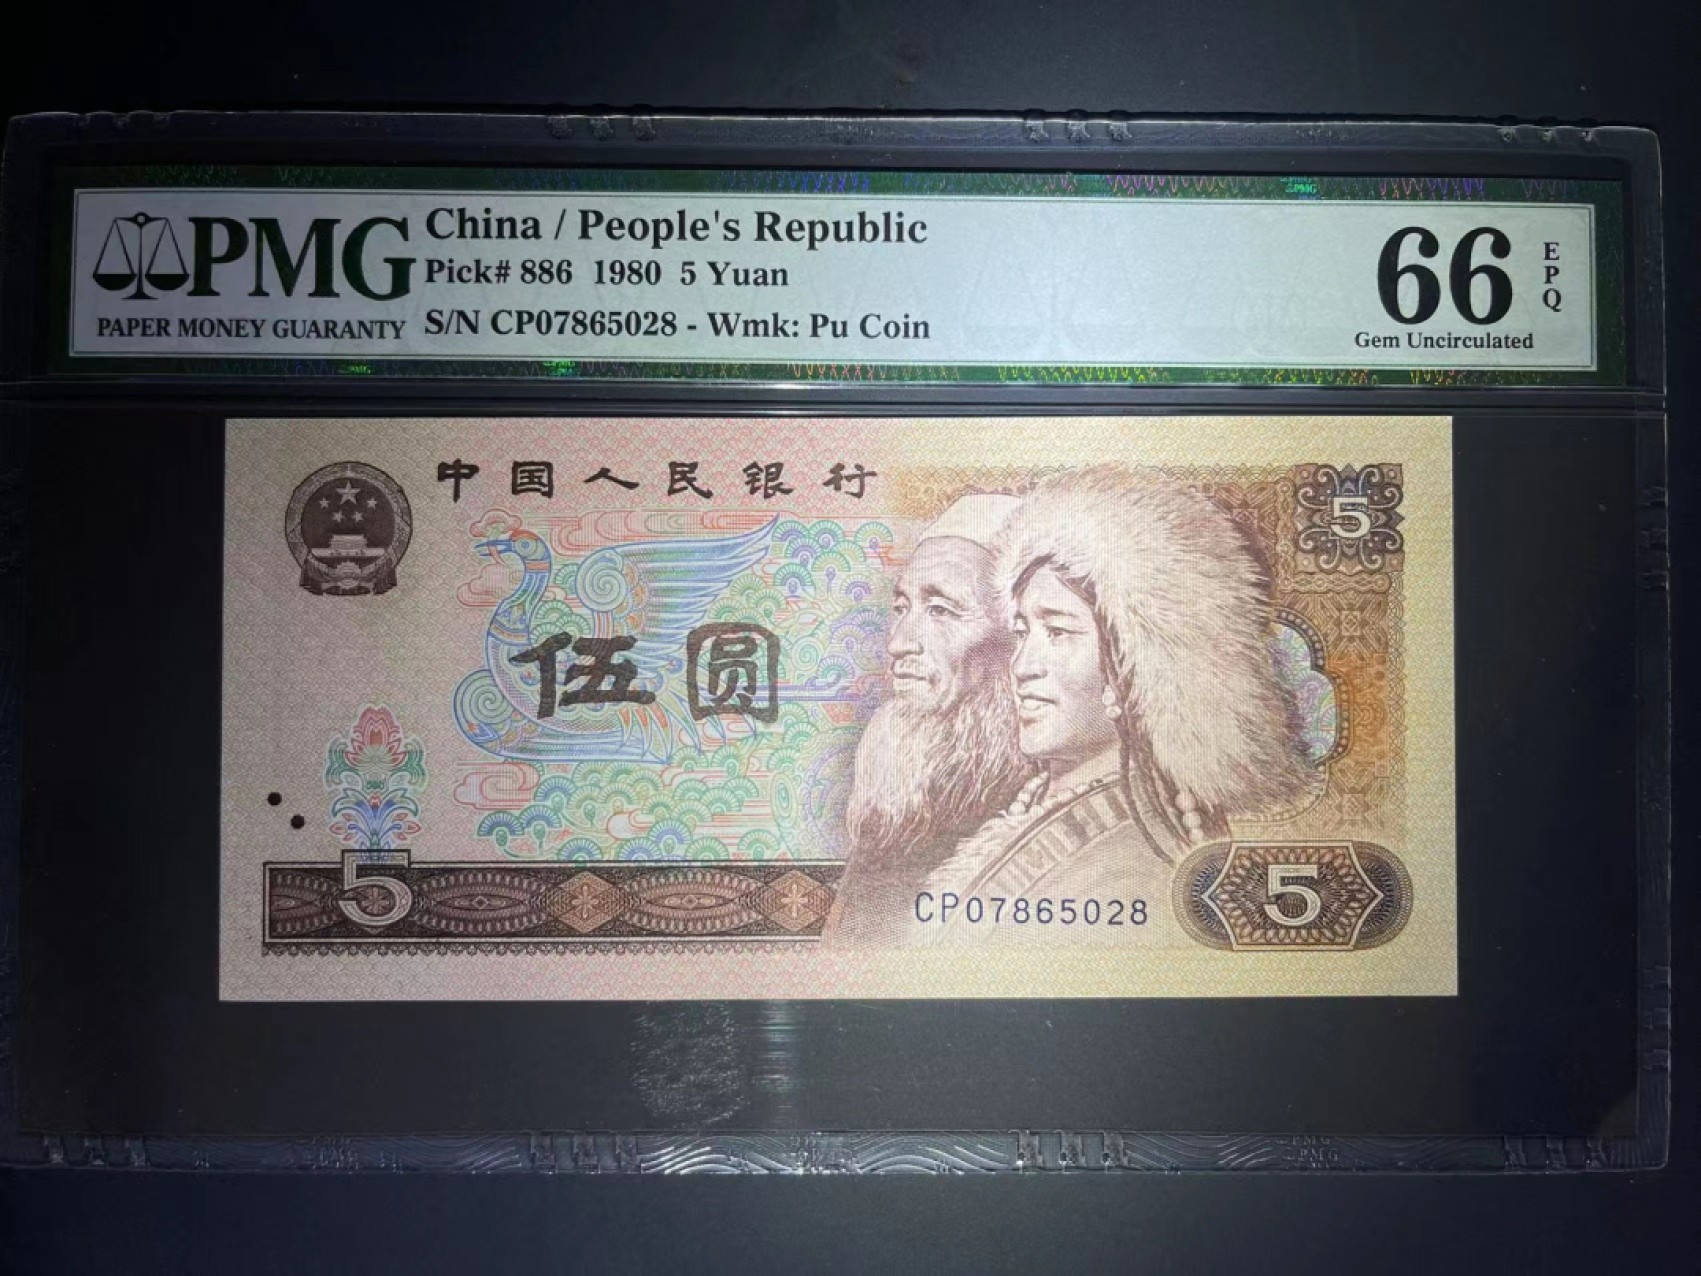 PMG
PAPER MONEY GUARANTY
China / People's Republic
Pick# 886 1980 5 Yuan
S/N CP07865028 - Wmk: Pu Coin
66
EPQ
Gem Uncirculated
中国人民银行
5
伍圆
5
CP07865028
5